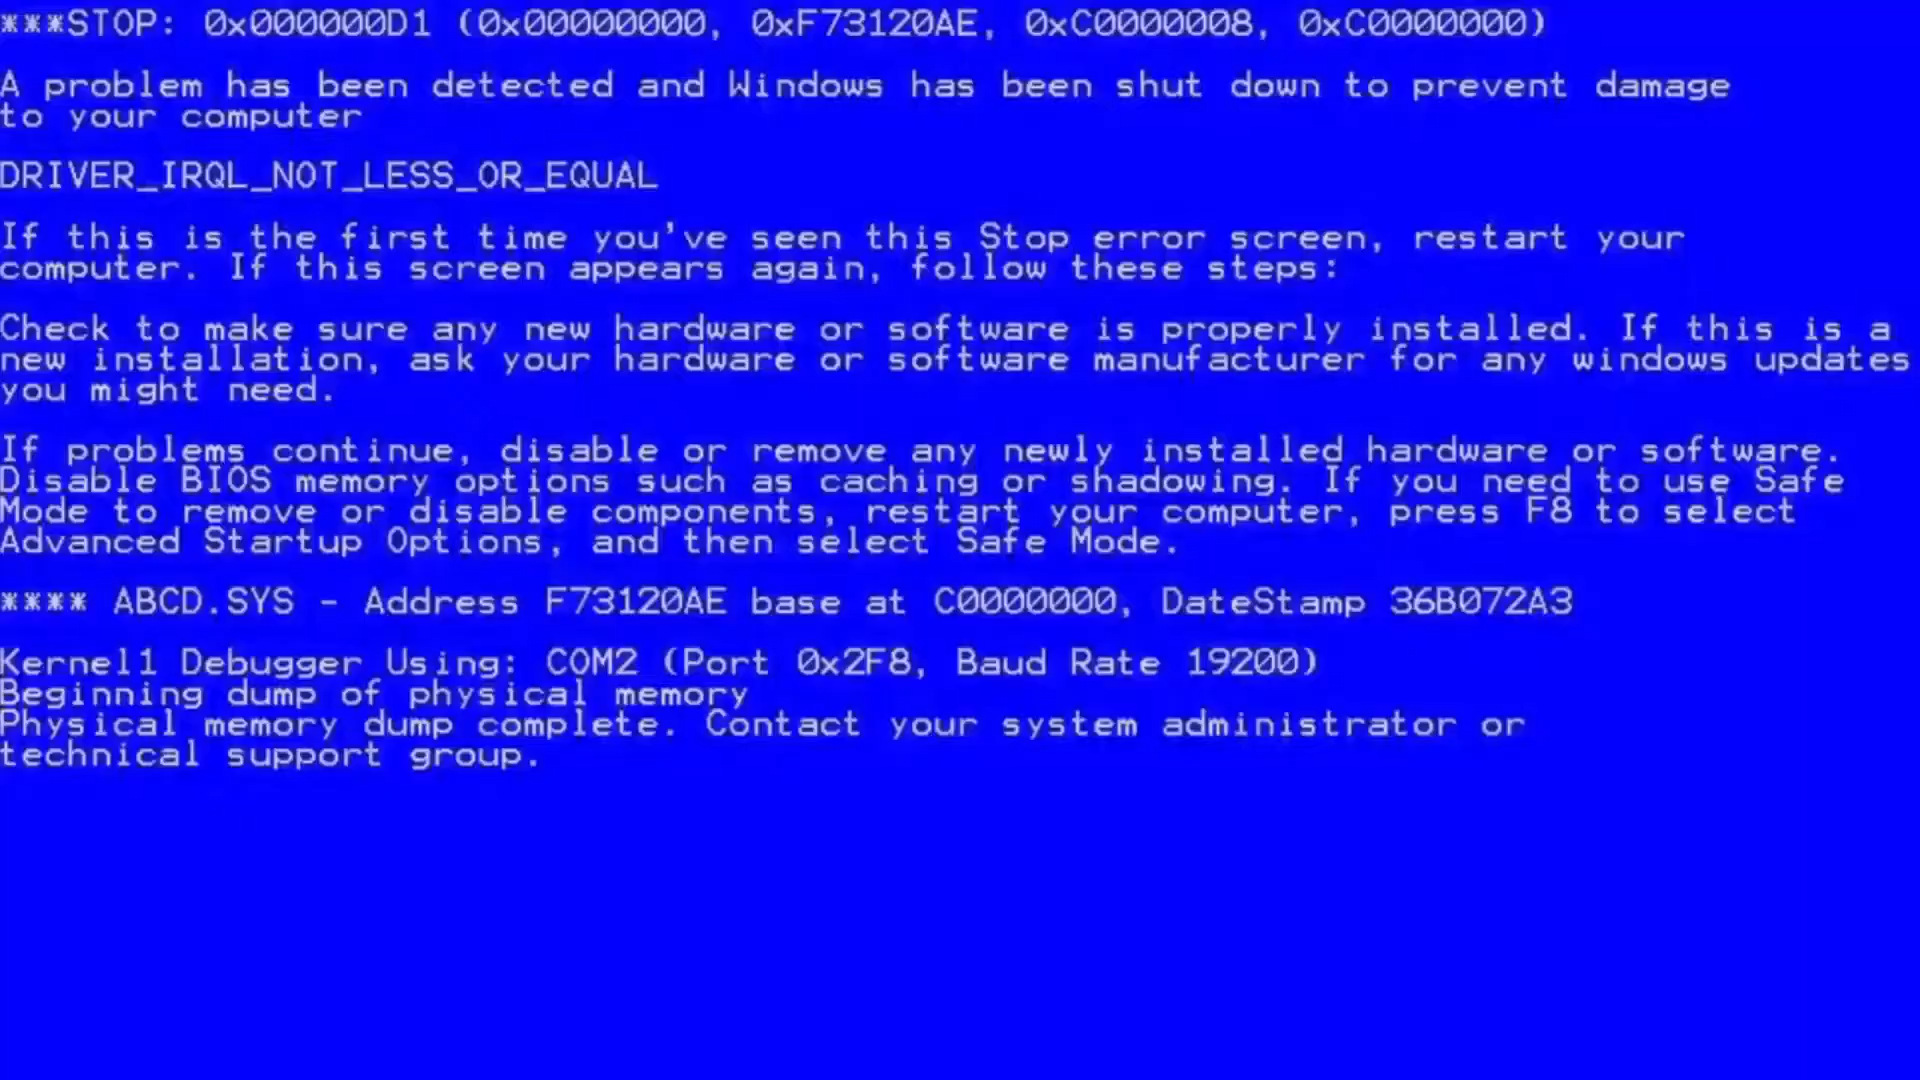 ***STOP: 0x000000D1 (0x00000000, 0xF73120AE, 0xC0000008, 0xC0000000)
A problem has been detected and Windows has been shut down to prevent damage
to your computer
DRIVER_IRQL_NOT_LESS_OR_EQUAL
If this is the first time you've seen this Stop error screen, restart your
computer. If this screen appears again, follow these steps:
Check to make sure any new hardware or software is properly installed. If this is a
new installation, ask your hardware or software manufacturer for any windows updates
you might need.
If problems continue, disable or remove any newly installed hardware or software.
Disable BIOS memory options such as caching or shadowing. If you need to use Safe
Mode to remove or disable components, restart your computer, press F8 to select
Advanced Startup Options, and then select Safe Mode.
**** ABCD.SYS - Address F73120AE base at C0000000, DateStamp 36B072A3
Kernel1 Debugger Using: COM2 (Port 0x2F8, Baud Rate 19200)
Beginning dump of physical memory
Physical memory dump complete. Contact your system administrator or
technical support group.